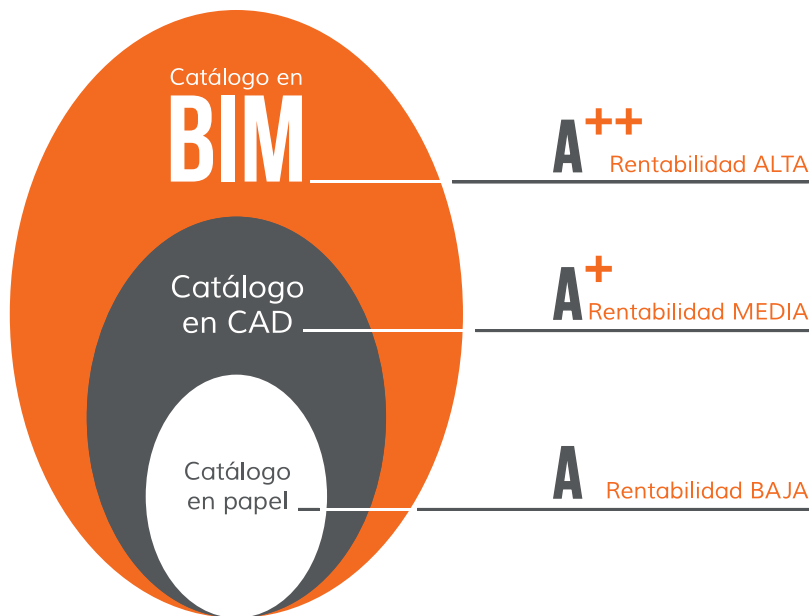 Catálogo en
BIM
A++
Rentabilidad ALTA
Catálogo
en CAD
A+
Rentabilidad MEDIA
Catálogo
en papel
A
Rentabilidad BAJA